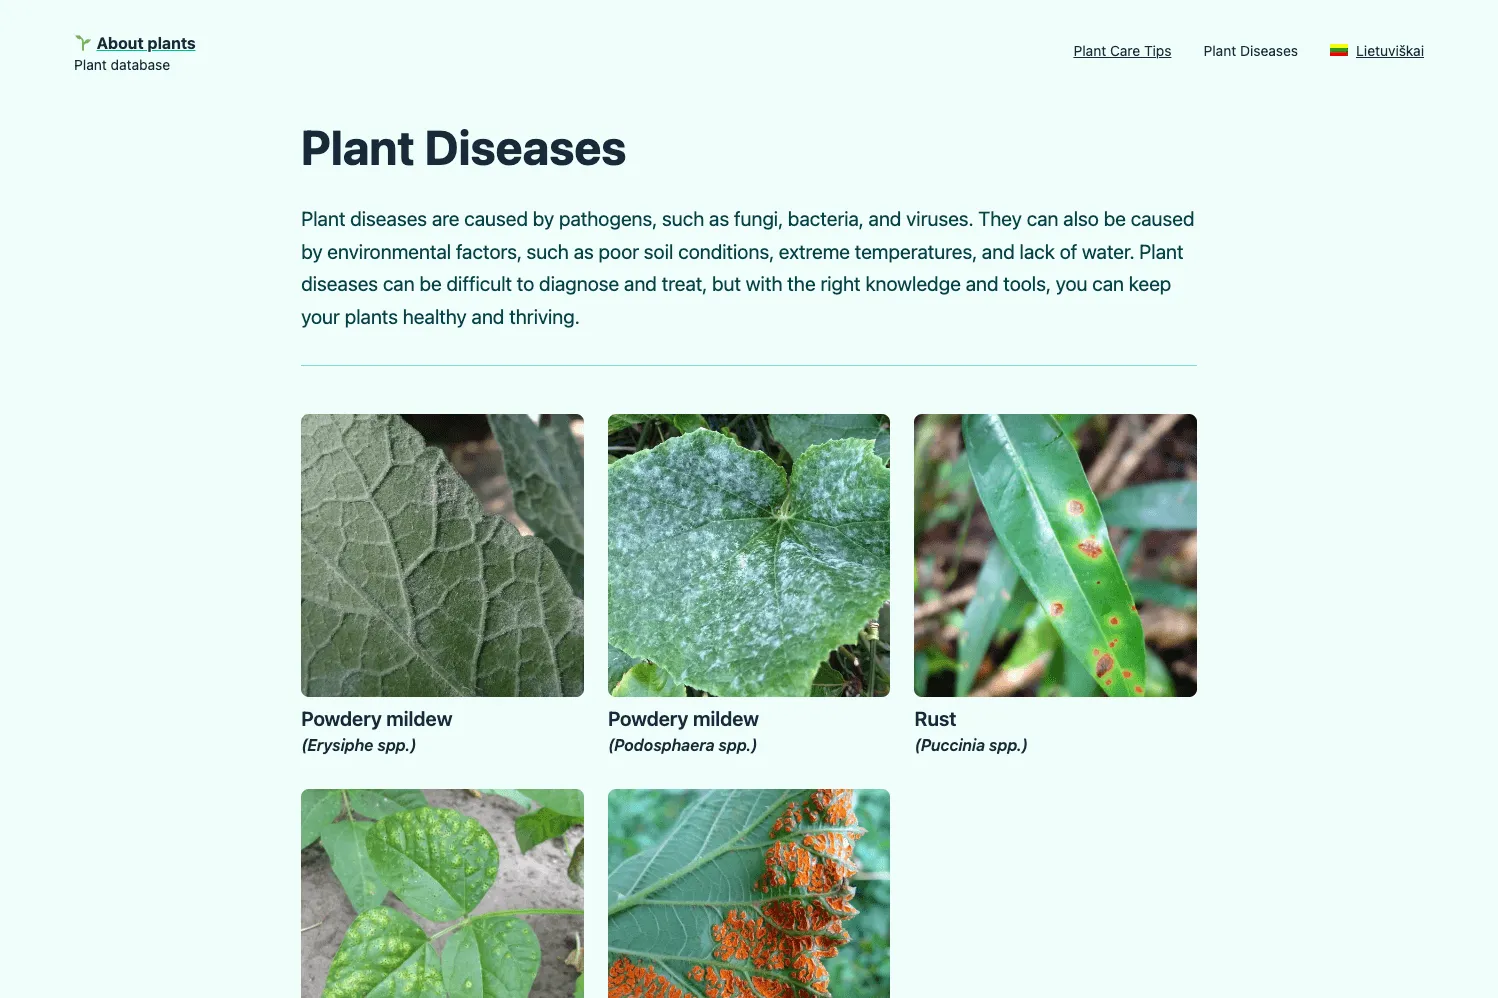 About plants
Plant database
Plant Care Tips
Plant Diseases
Lietuviškai
Plant Diseases
Plant diseases are caused by pathogens, such as fungi, bacteria, and viruses. They can also be caused
by environmental factors, such as poor soil conditions, extreme temperatures, and lack of water. Plant
diseases can be difficult to diagnose and treat, but with the right knowledge and tools, you can keep
your plants healthy and thriving.
Powdery mildew
(Erysiphe spp.)
Powdery mildew
(Podosphaera spp.)
Rust
(Puccinia spp.)